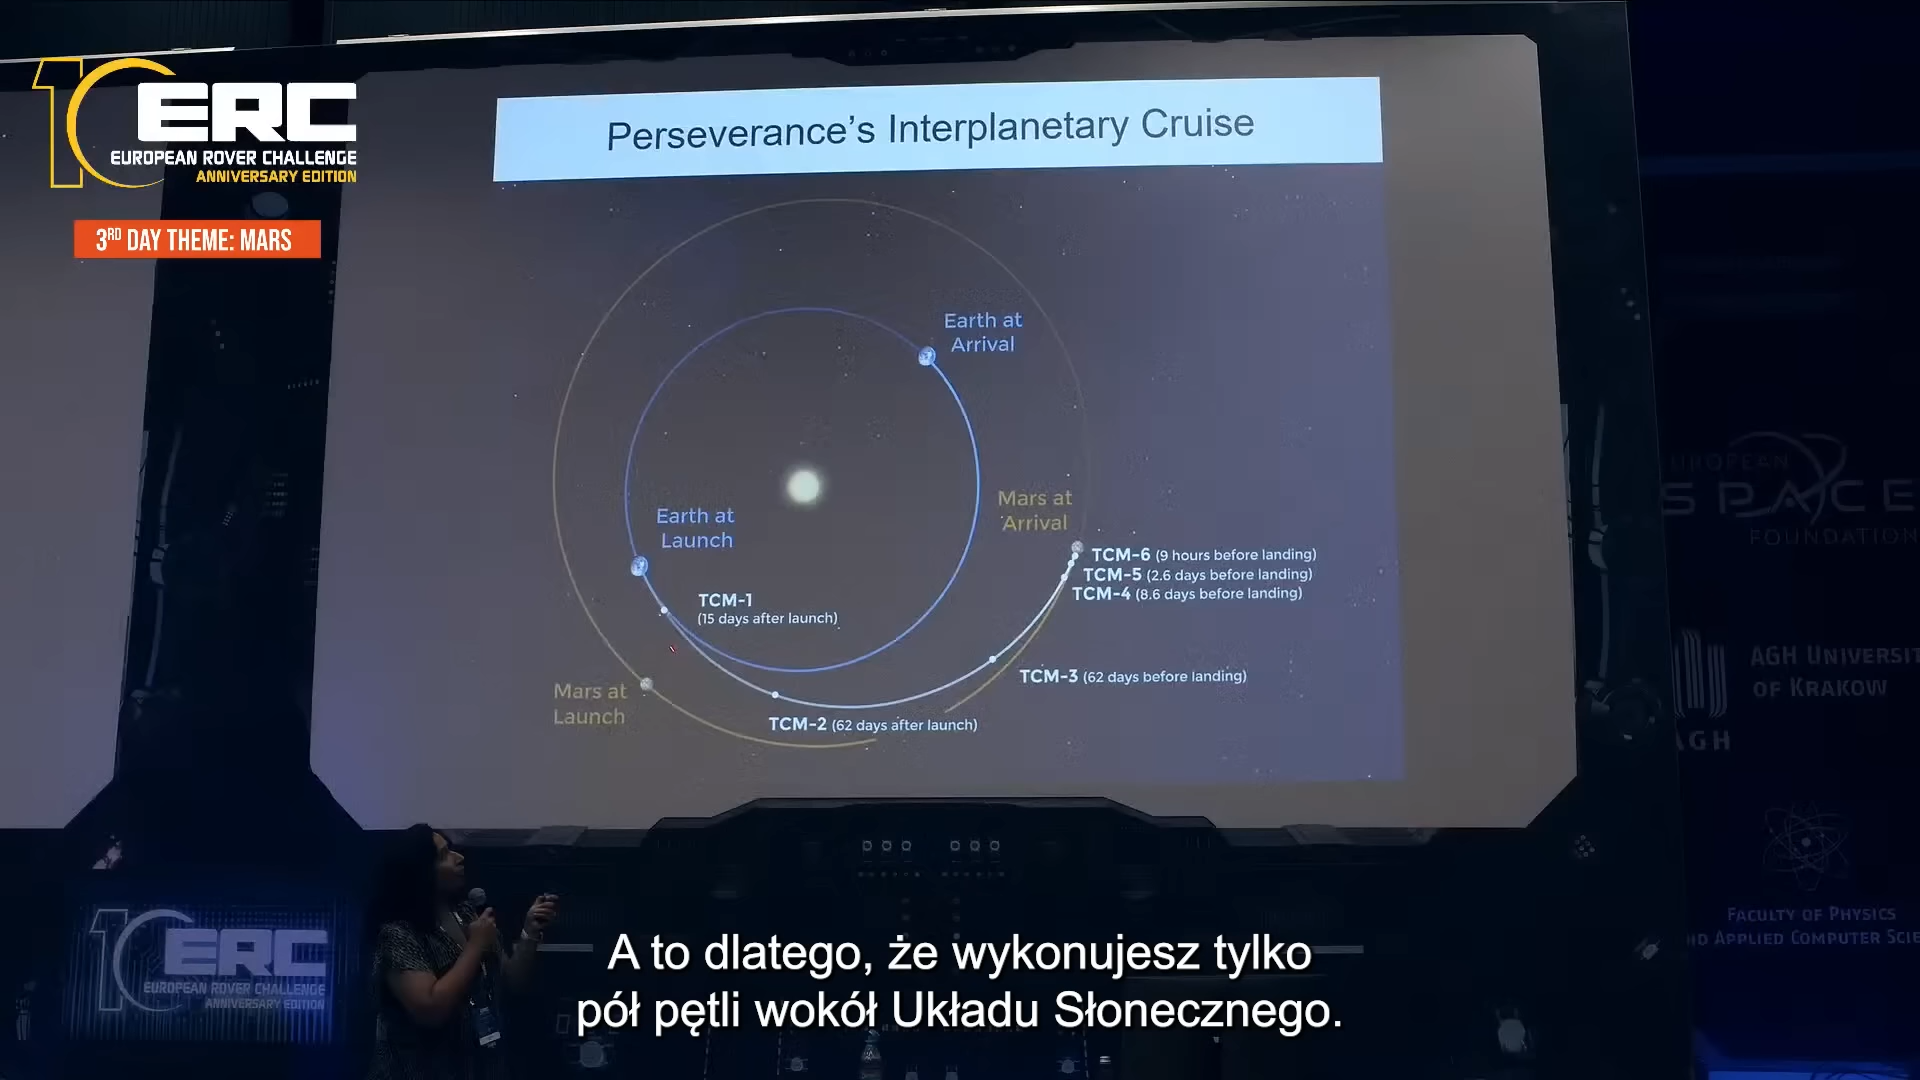 10 ERC
EUROPEAN ROVER CHALLENGE
ANNIVERSARY EDITION
3RD DAY THEME: MARS
Perseverance’s Interplanetary Cruise
Earth at
Arrival
Mars at
Arrival
Earth at
Launch
TCM-6 (9 hours before landing)
TCM-5 (2.6 days before landing)
TCM-4 (8.6 days before landing)
TCM-1
(15 days after launch)
TCM-3 (62 days before landing)
Mars at
Launch
TCM-2 (62 days after launch)
EUROPEAN
SPACE
FOUNDATION
AGH UNIVERSIT
OF KRAKOW
AGH
FACULTY OF PHYSICS
ND APPLIED COMPUTER SCIE
10 ERC
EUROPEAN ROVER CHALLENGE
ANNIVERSARY EDITION
A to dlatego, że wykonujesz tylko
pół pętli wokół Układu Słonecznego.